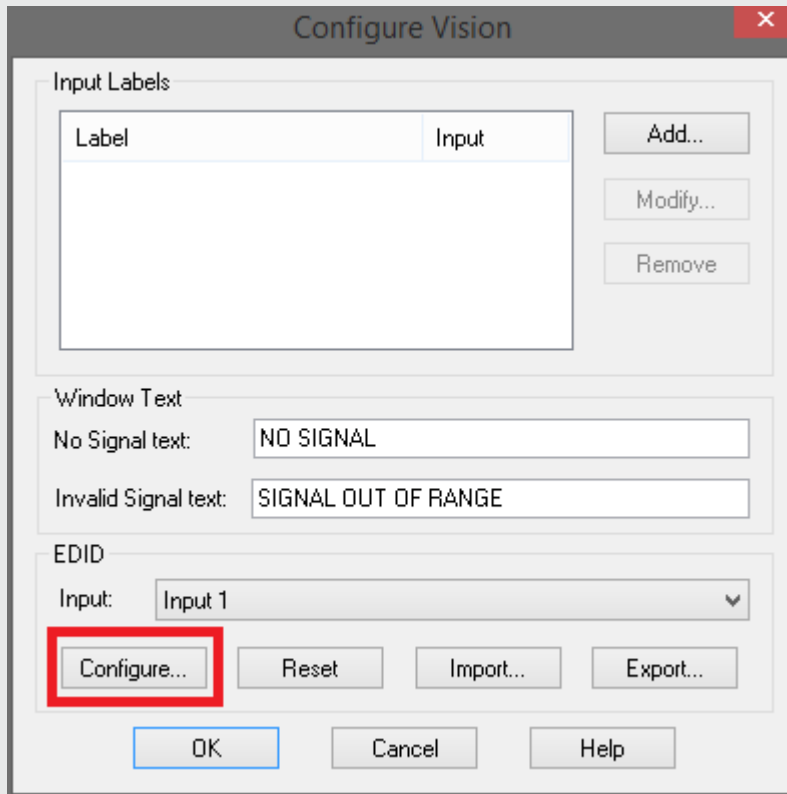 Configure Vision
Input Labels
Label Input
Add...
Modify...
Remove
Window Text
No Signal text: NO SIGNAL
Invalid Signal text: SIGNAL OUT OF RANGE
EDID
Input: Input 1
Configure... Reset Import... Export...
OK Cancel Help